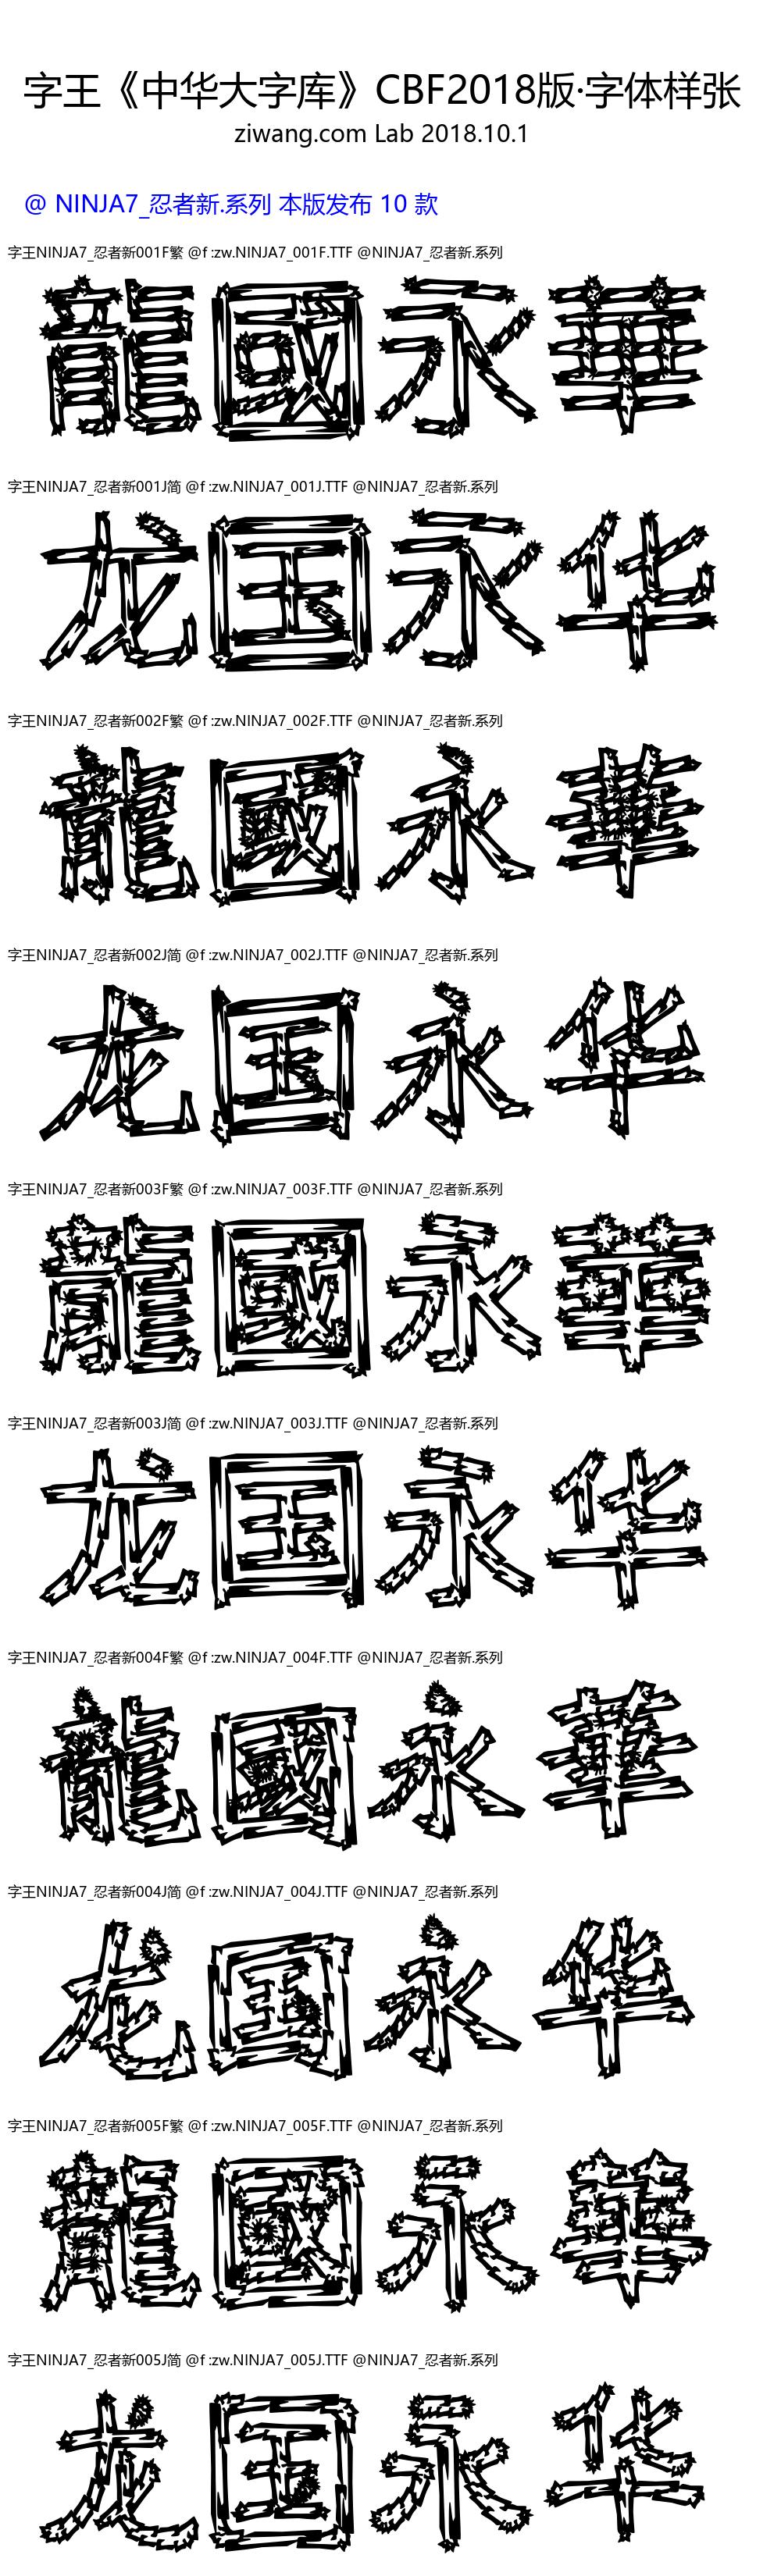 字王《中华大字库》CBF2018版·字体样张
ziwang.com Lab 2018.10.1
@ NINJA7_忍者新.系列 本版发布 10 款
字王NINJA7_忍者新001F繁 @f :zw.NINJA7_001F.TTF @NINJA7_忍者新.系列
龍國永華
字王NINJA7_忍者新001J简 @f :zw.NINJA7_001J.TTF @NINJA7_忍者新.系列
龙国永华
字王NINJA7_忍者新002F繁 @f :zw.NINJA7_002F.TTF @NINJA7_忍者新.系列
龍國永華
字王NINJA7_忍者新002J简 @f :zw.NINJA7_002J.TTF @NINJA7_忍者新.系列
龙国永华
字王NINJA7_忍者新003F繁 @f :zw.NINJA7_003F.TTF @NINJA7_忍者新.系列
龍國永華
字王NINJA7_忍者新003J简 @f :zw.NINJA7_003J.TTF @NINJA7_忍者新.系列
龙国永华
字王NINJA7_忍者新004F繁 @f :zw.NINJA7_004F.TTF @NINJA7_忍者新.系列
龍國永華
字王NINJA7_忍者新004J简 @f :zw.NINJA7_004J.TTF @NINJA7_忍者新.系列
龙国永华
字王NINJA7_忍者新005F繁 @f :zw.NINJA7_005F.TTF @NINJA7_忍者新.系列
龍國永華
字王NINJA7_忍者新005J简 @f :zw.NINJA7_005J.TTF @NINJA7_忍者新.系列
龙国永华